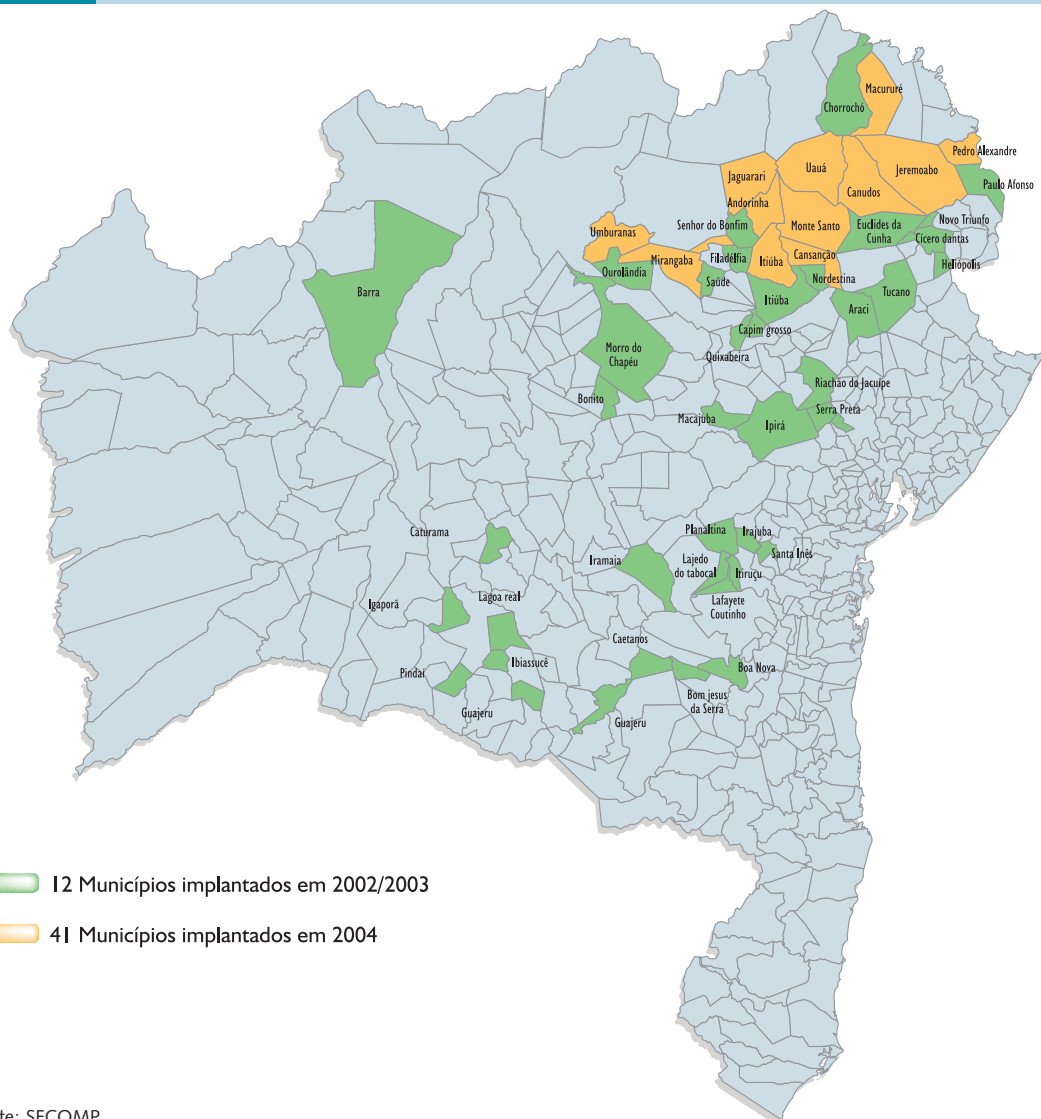 Macururé
Chorrochó
Pedro Alexandre
Uauá
Jeremoabo
Jaguarari
Paulo Afonso
Canudos
Andorinha
Novo Triunfo
Senhor do Bonfim
Monte Santo
Euclides da
Cunha
Umburanas
Cicero dantas
Filadélfia
Cansanção
Mirangaba
Itiúba
Heliópolis
Ourolândia
Saúde
Nordestina
Barra
Itiúba
Tucano
Araci
Capim grosso
Morro do
Chapéu
Quixabeira
Riachão do Jacuípe
Bonito
Serra Preta
Macajuba
Ipirá
Planaltina
Irajuba
Caturama
Santa Inês
Iramaia
Lajedo
do tabocal
Itiruçu
Lagoa real
Igaporã
Lafayete
Coutinho
Caetanos
Ibiassucê
Boa Nova
Pindaí
Bom jesus
da Serra
Guajeru
Guajeru
12 Municípios implantados em 2002/2003
41 Municípios implantados em 2004
te: SECOMP